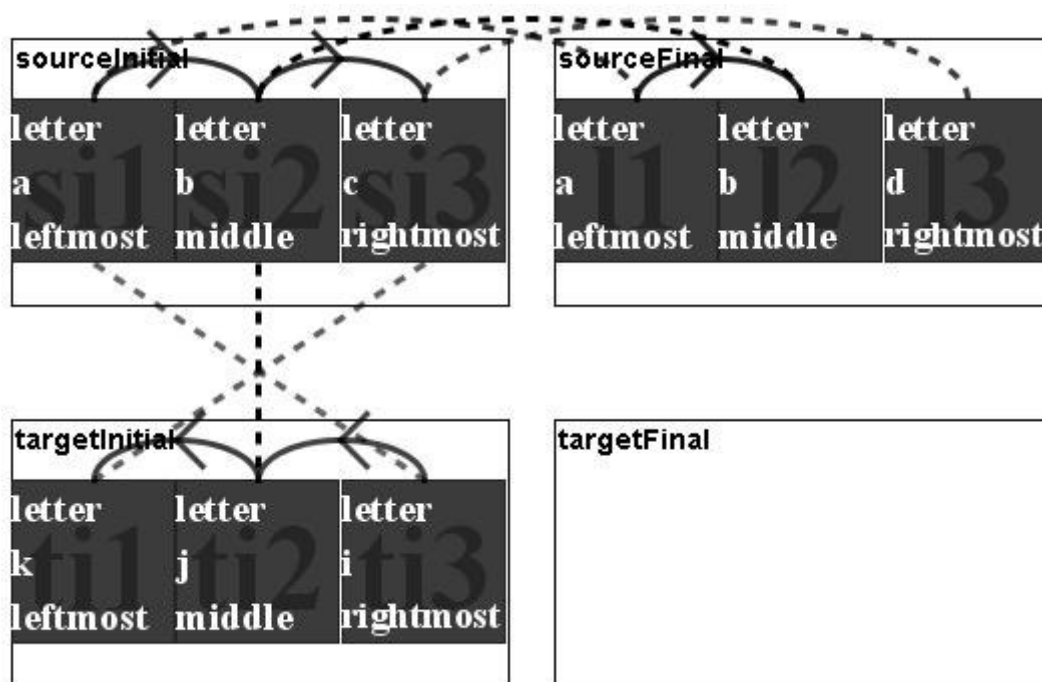 sourceInitial sourceFinal
letter letter letter letter letter letter
a b c a b d
si1 si2 si3 l1 l2 l3
leftmost middle rightmost leftmost middle rightmost
targetInitial targetFinal
letter letter letter
k j i
ti1 ti2 ti3
leftmost middle rightmost